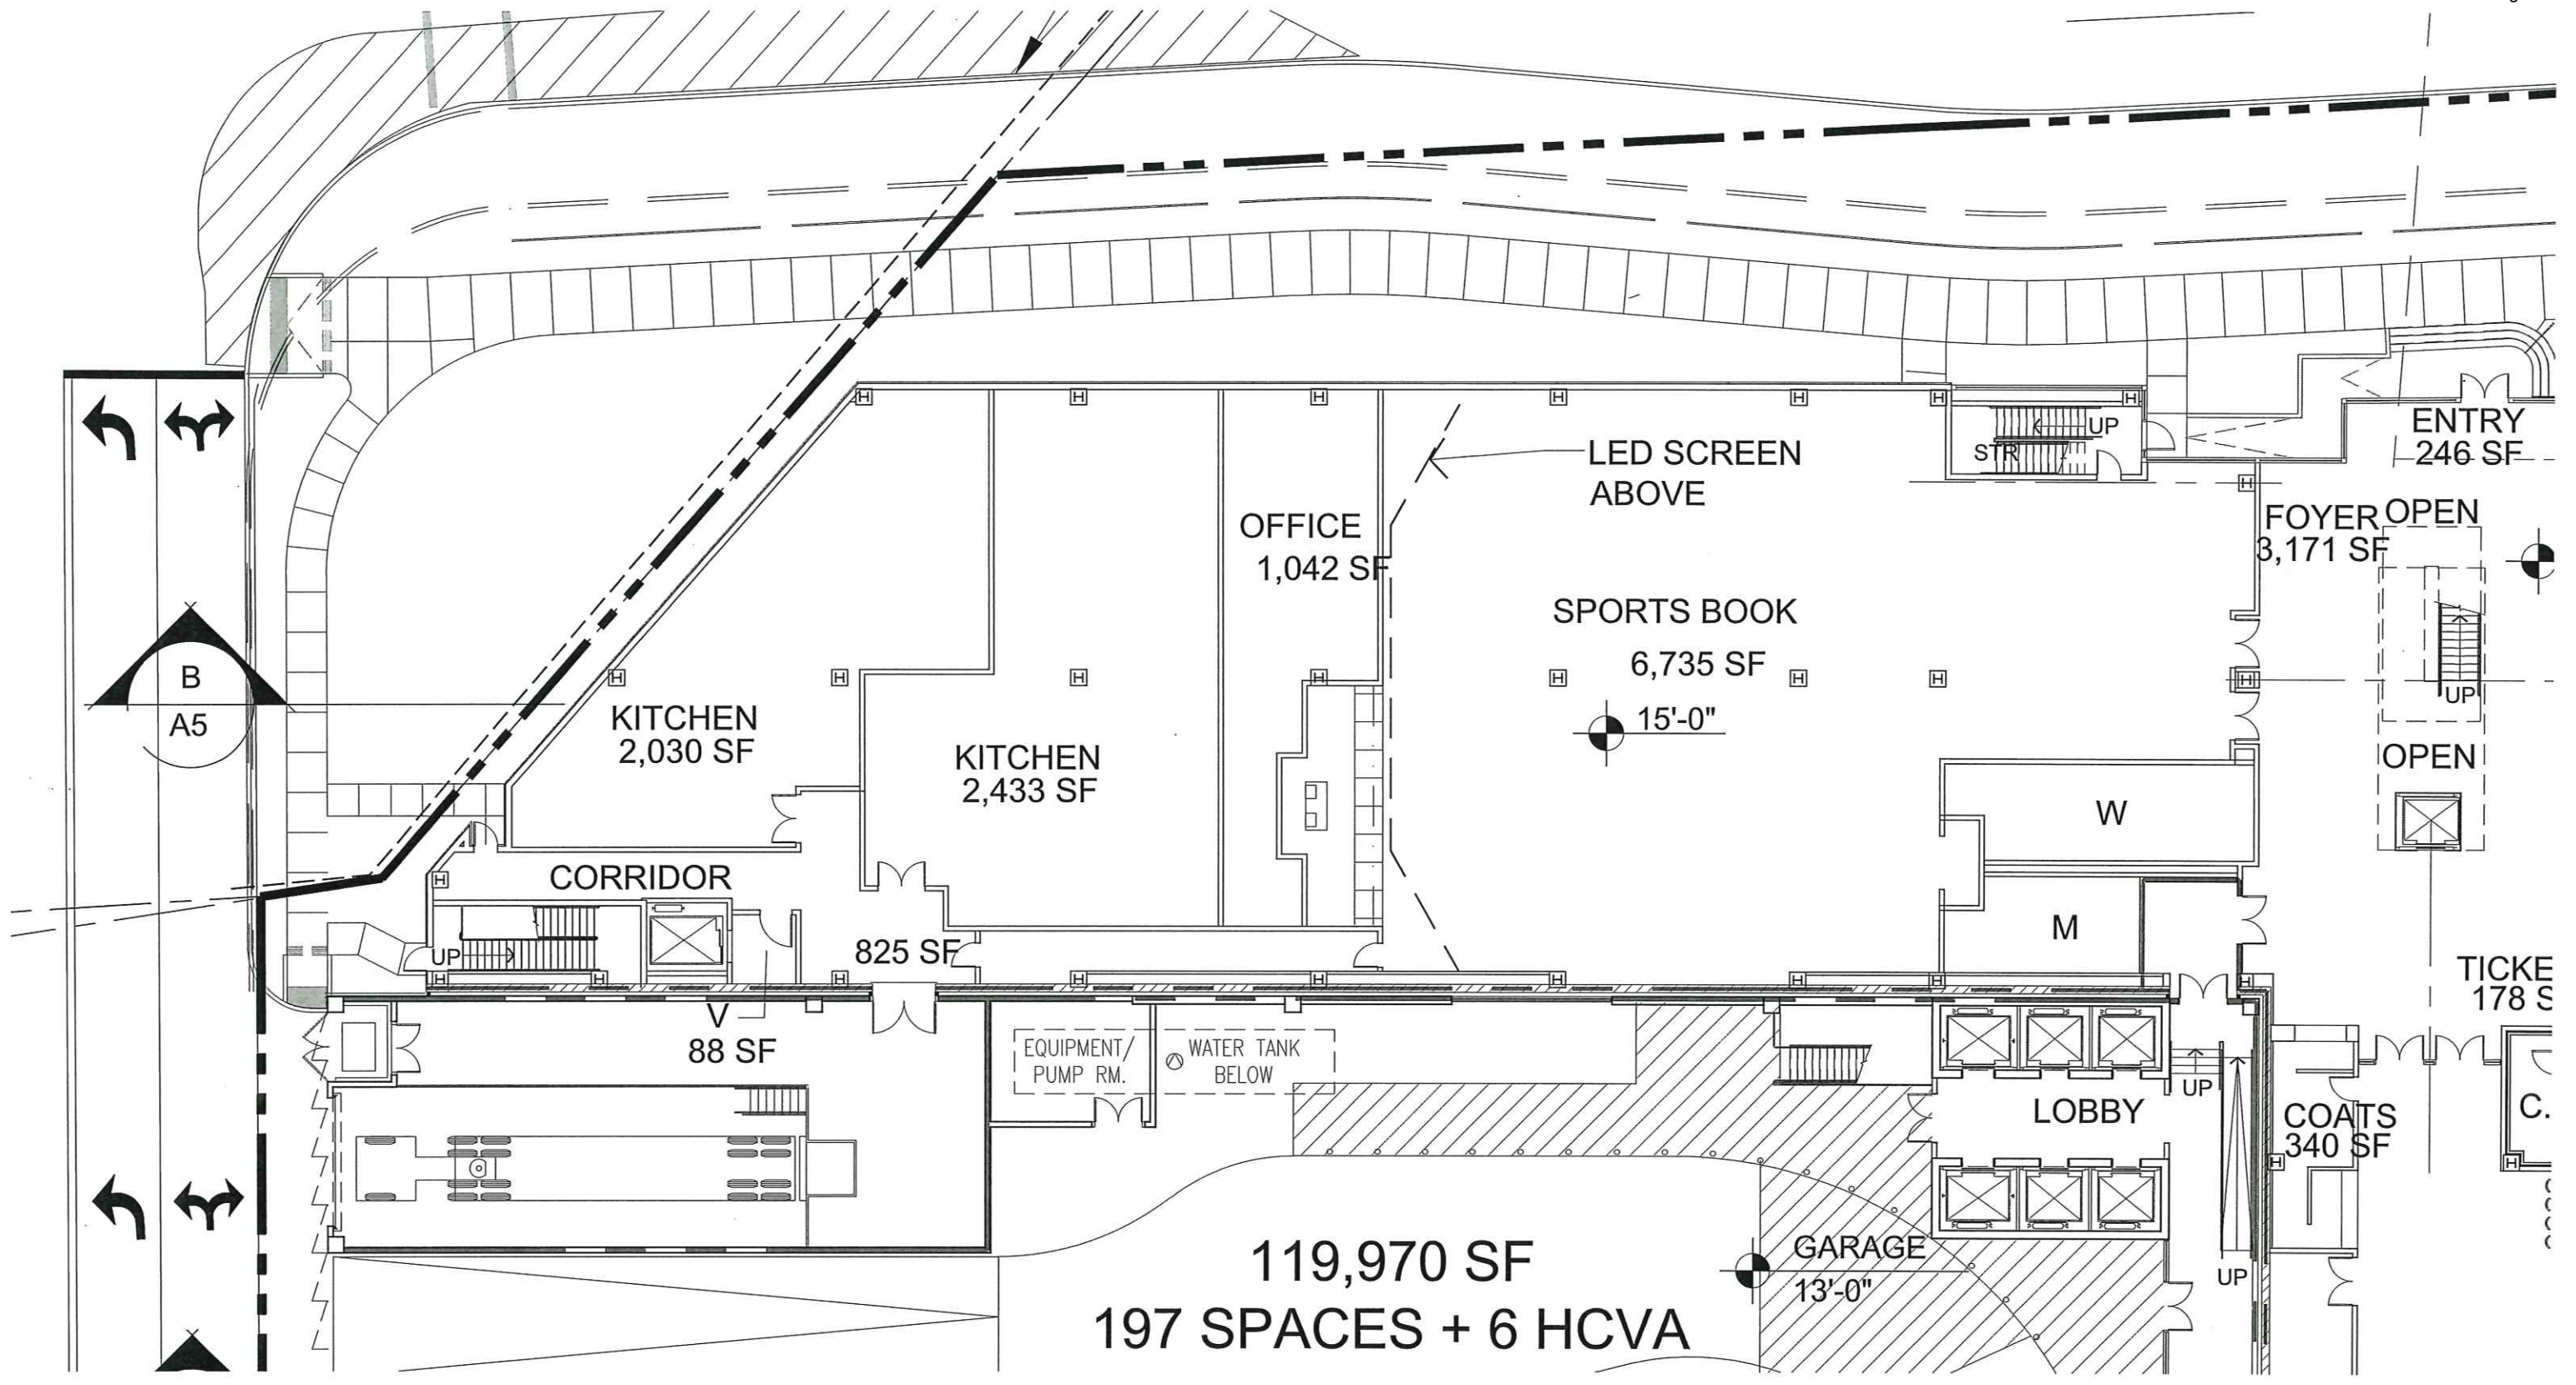 ENTRY
246 SF
UP
STR
LED SCREEN
ABOVE
OFFICE
1,042 SF
FOYER
3,171 SF
OPEN
SPORTS BOOK
6,735 SF
15'-0"
UP
B
A5
KITCHEN
2,030 SF
KITCHEN
2,433 SF
OPEN
W
CORRIDOR
M
UP
825 SF
V
88 SF
EQUIPMENT/
PUMP RM.
WATER TANK
BELOW
TICKE
178 S
UP
LOBBY
COATS
340 SF
C.
119,970 SF
197 SPACES + 6 HCVA
GARAGE
13'-0"
UP